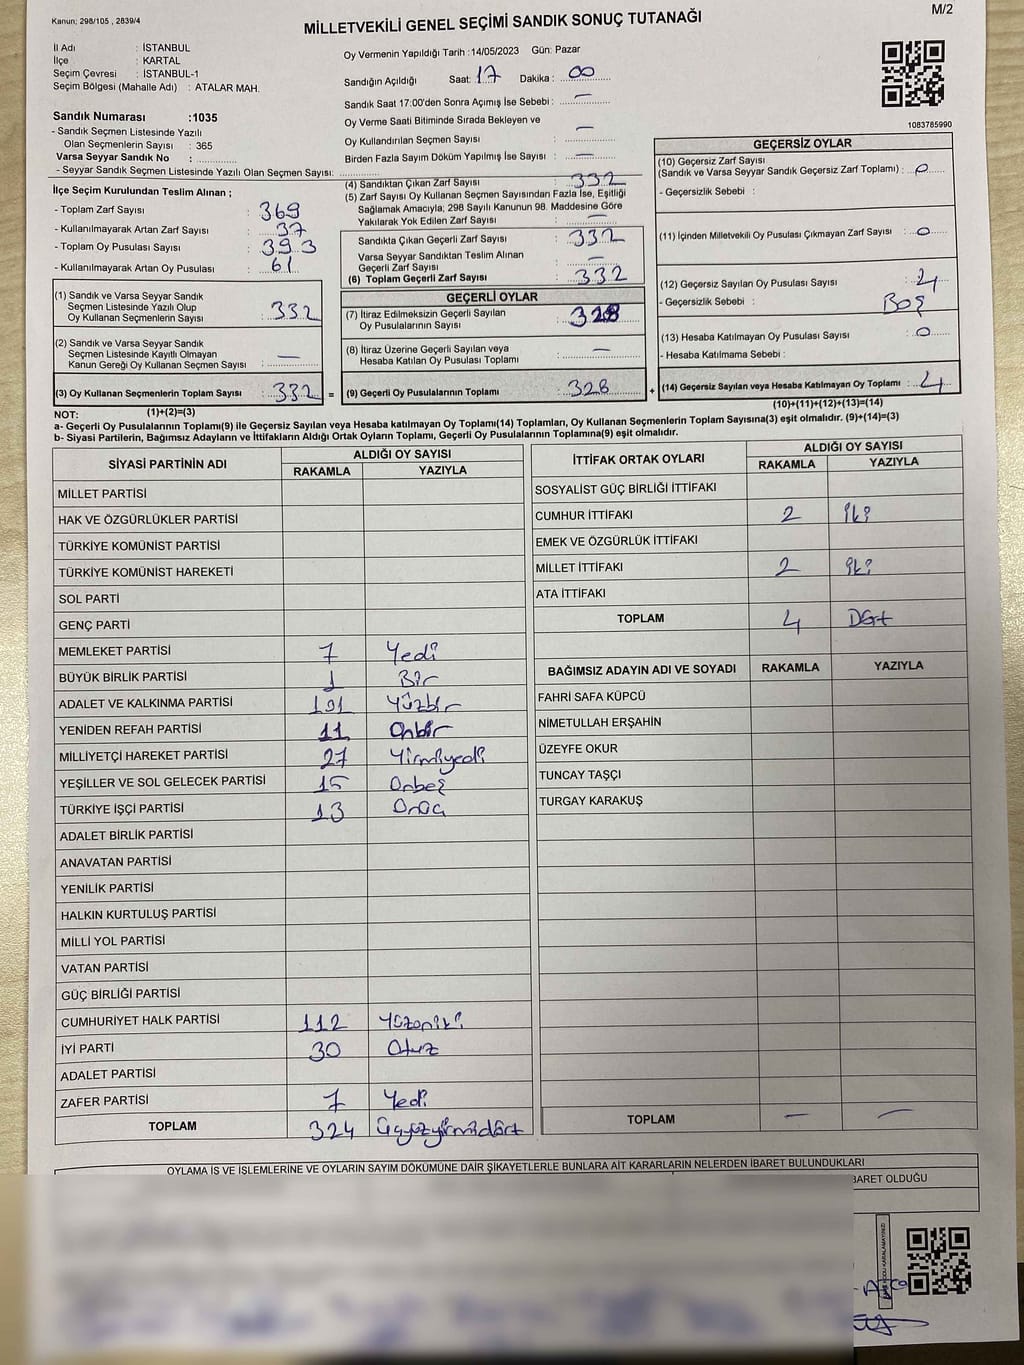 Kanun; 298/105 , 2839/4
MİLLETVEKİLİ GENEL SEÇİMİ SANDIK SONUÇ TUTANAĞI
M/2
İl Adı : İSTANBUL
İlçe : KARTAL
Seçim Çevresi : İSTANBUL-1
Seçim Bölgesi (Mahalle Adı) : ATALAR MAH.
Sandık Numarası :1035
- Sandık Seçmen Listesinde Yazılı
Olan Seçmenlerin Sayısı : 365
Varsa Seyyar Sandık No :
- Seyyar Sandık Seçmen Listesinde Yazılı Olan Seçmen Sayısı:
Oy Vermenin Yapıldığı Tarih :14/05/2023 Gün: Pazar
Sandığın Açıldığı Saat: 17 Dakika : 00
Sandık Saat 17.00'den Sonra Açımış İse Sebebi : —
Oy Verme Saati Bitiminde Sırada Bekleyen ve
Oy Kullandırılan Seçmen Sayısı : —
Birden Fazla Sayım Döküm Yapılmış İse Sayısı : —
1083785990
İlçe Seçim Kurulundan Teslim Alınan ;
- Toplam Zarf Sayısı : 369
- Kullanılmayarak Artan Zarf Sayısı : 37
- Toplam Oy Pusulası Sayısı : 393
- Kullanılmayarak Artan Oy Pusulası : 61
(4) Sandıktan Çıkan Zarf Sayısı : 332
(5) Zarf Sayısı Oy Kullanan Seçmen Sayısından Fazla İse, Eşitliği
Sağlamak Amacıyla; 298 Sayılı Kanunun 98. Maddesine Göre
Yakılarak Yok Edilen Zarf Sayısı : —
Sandıkta Çıkan Geçerli Zarf Sayısı : 332
Varsa Seyyar Sandıktan Teslim Alınan
Geçerli Zarf Sayısı : —
(6) Toplam Geçerli Zarf Sayısı : 332
GEÇERSİZ OYLAR
(10) Geçersiz Zarf Sayısı
(Sandık ve Varsa Seyyar Sandık Geçersiz Zarf Toplamı) : 0
- Geçersizlik Sebebi :
(11) İçinden Milletvekili Oy Pusulası Çıkmayan Zarf Sayısı : 0
(12) Geçersiz Sayılan Oy Pusulası Sayısı : 4
- Geçersizlik Sebebi : Boş
(13) Hesaba Katılmayan Oy Pusulası Sayısı : 0
- Hesaba Katılmama Sebebi :
(14) Geçersiz Sayılan veya Hesaba Katılmayan Oy Toplamı : 4
(10)+(11)+(12)+(13)=(14)
(1) Sandık ve Varsa Seyyar Sandık
Seçmen Listesinde Yazılı Olup
Oy Kullanan Seçmenlerin Sayısı : 332
(2) Sandık ve Varsa Seyyar Sandık
Seçmen Listesinde Kayıtlı Olmayan
Kanun Gereği Oy Kullanan Seçmen Sayısı : —
(3) Oy Kullanan Seçmenlerin Toplam Sayısı : 332 =
(1)+(2)=(3)
GEÇERLİ OYLAR
(7) İtiraz Edilmeksizin Geçerli Sayılan
Oy Pusulalarının Sayısı : 328
(8) İtiraz Üzerine Geçerli Sayılan veya
Hesaba Katılan Oy Pusulası Toplamı : —
(9) Geçerli Oy Pusulalarının Toplamı : 328 +
NOT:
a- Geçerli Oy Pusulalarının Toplamı(9) ile Geçersiz Sayılan veya Hesaba katılmayan Oy Toplamı(14) Toplamları, Oy Kullanan Seçmenlerin Toplam Sayısına(3) eşit olmalıdır. (9)+(14)=(3)
b- Siyasi Partilerin, Bağımsız Adayların ve İttifakların Aldığı Ortak Oyların Toplamı, Geçerli Oy Pusulalarının Toplamına(9) eşit olmalıdır.
SİYASİ PARTİNİN ADI ALDIĞI OY SAYISI
RAKAMLA YAZIYLA
MİLLET PARTİSİ
HAK VE ÖZGÜRLÜKLER PARTİSİ
TÜRKİYE KOMÜNİST PARTİSİ
TÜRKİYE KOMÜNİST HAREKETİ
SOL PARTİ
GENÇ PARTİ
MEMLEKET PARTİSİ 7 Yedi
BÜYÜK BİRLİK PARTİSİ 1 Bir
ADALET VE KALKINMA PARTİSİ 101 Yüzbir
YENİDEN REFAH PARTİSİ 11 Onbir
MİLLİYETÇİ HAREKET PARTİSİ 27 Yirmiyedi
YEŞİLLER VE SOL GELECEK PARTİSİ 15 Onbeş
TÜRKİYE İŞÇİ PARTİSİ 13 Onüç
ADALET BİRLİK PARTİSİ
ANAVATAN PARTİSİ
YENİLİK PARTİSİ
HALKIN KURTULUŞ PARTİSİ
MİLLİ YOL PARTİSİ
VATAN PARTİSİ
GÜÇ BİRLİĞİ PARTİSİ
CUMHURİYET HALK PARTİSİ 112 Yüzoniki
İYİ PARTİ 30 Otuz
ADALET PARTİSİ
ZAFER PARTİSİ 7 Yedi
TOPLAM 324 Üçyüzyirmidört
İTTİFAK ORTAK OYLARI ALDIĞI OY SAYISI
RAKAMLA YAZIYLA
SOSYALİST GÜÇ BİRLİĞİ İTTİFAKI
CUMHUR İTTİFAKI 2 iki
EMEK VE ÖZGÜRLÜK İTTİFAKI
MİLLET İTTİFAKI 2 iki
ATA İTTİFAKI
TOPLAM 4 Dört
BAĞIMSIZ ADAYIN ADI VE SOYADI RAKAMLA YAZIYLA
FAHRİ SAFA KÜPCÜ
NİMETULLAH ERŞAHİN
ÜZEYFE OKUR
TUNCAY TAŞÇI
TURGAY KARAKUŞ
TOPLAM — —
OYLAMA İŞ VE İŞLEMLERİNE VE OYLARIN SAYIM DÖKÜMÜNE DAİR ŞİKAYETLERLE BUNLARA AİT KARARLARIN NELERDEN İBARET BULUNDUKLARI
BARET OLDUĞU